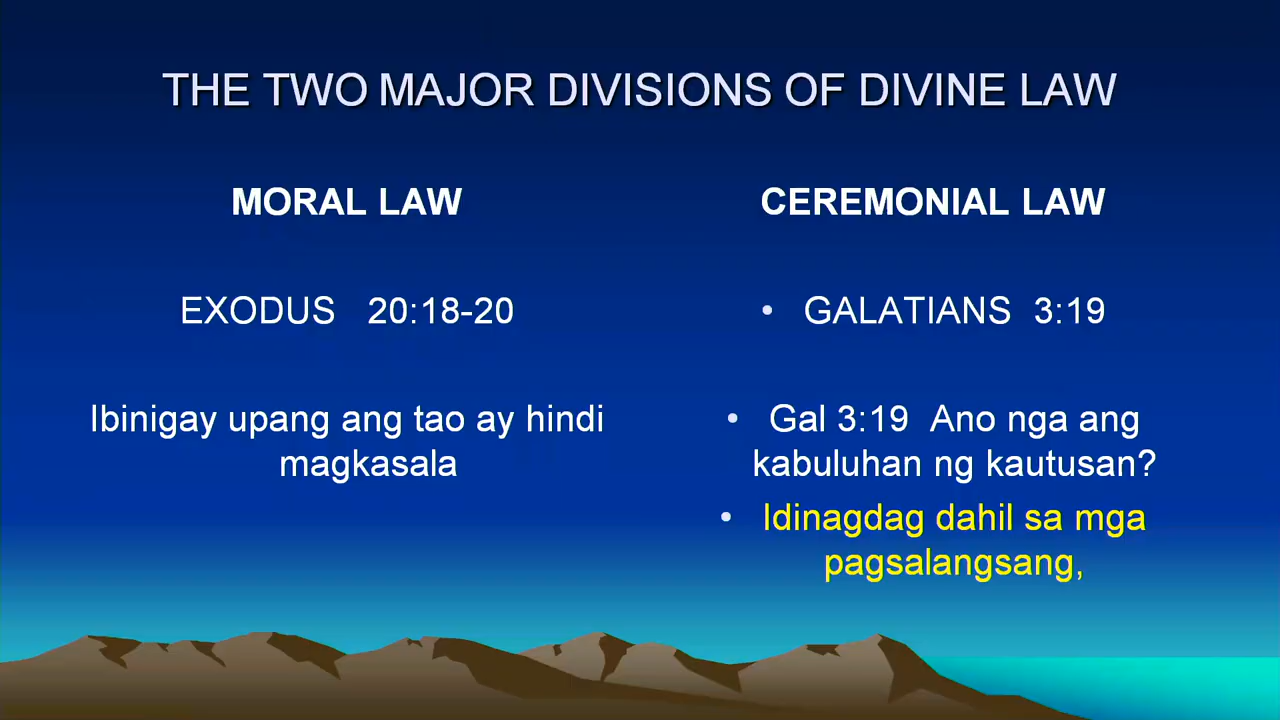 THE TWO MAJOR DIVISIONS OF DIVINE LAW
MORAL LAW
EXODUS 20:18-20
Ibinigay upang ang tao ay hindi
magkasala
CEREMONIAL LAW
• GALATIANS 3:19
• Gal 3:19 Ano nga ang
kabuluhan ng kautusan?
• Idinagdag dahil sa mga
pagsalangsang,